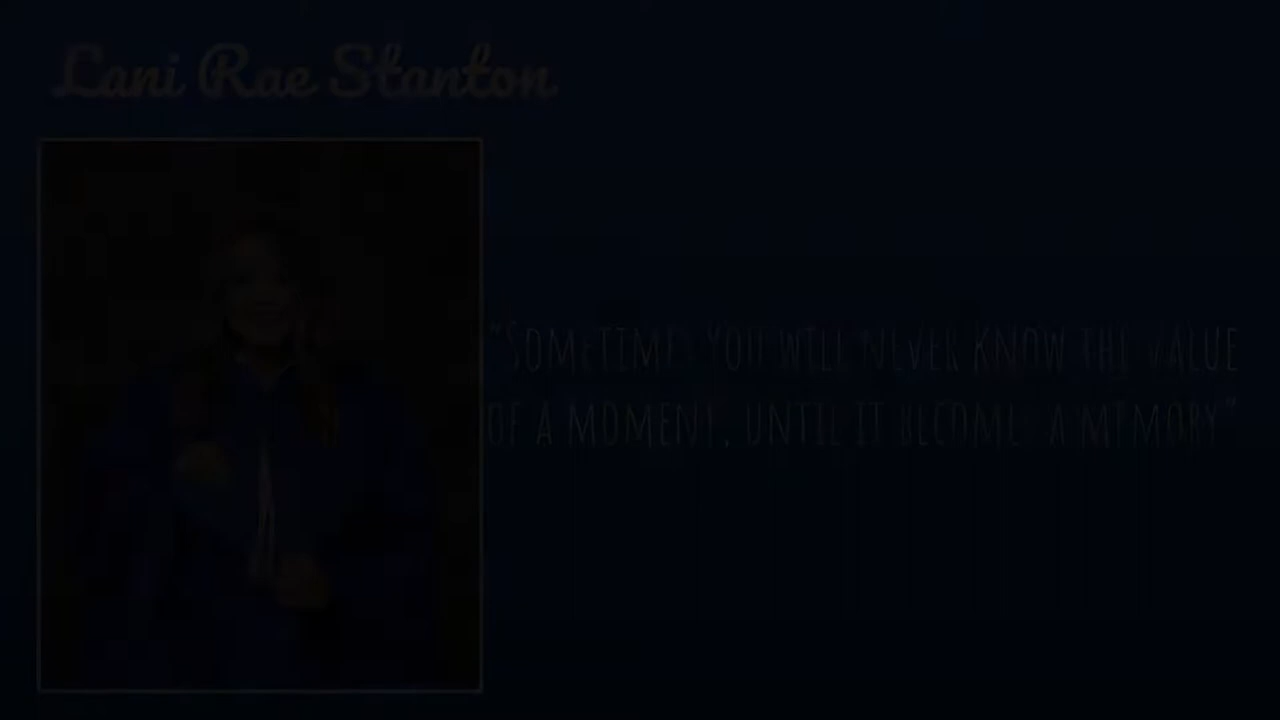 Lani Rae Stanton
"SOMETIMES YOU WILL NEVER KNOW THE VALUE
OF A MOMENT, UNTIL IT BECOMES A MEMORY"